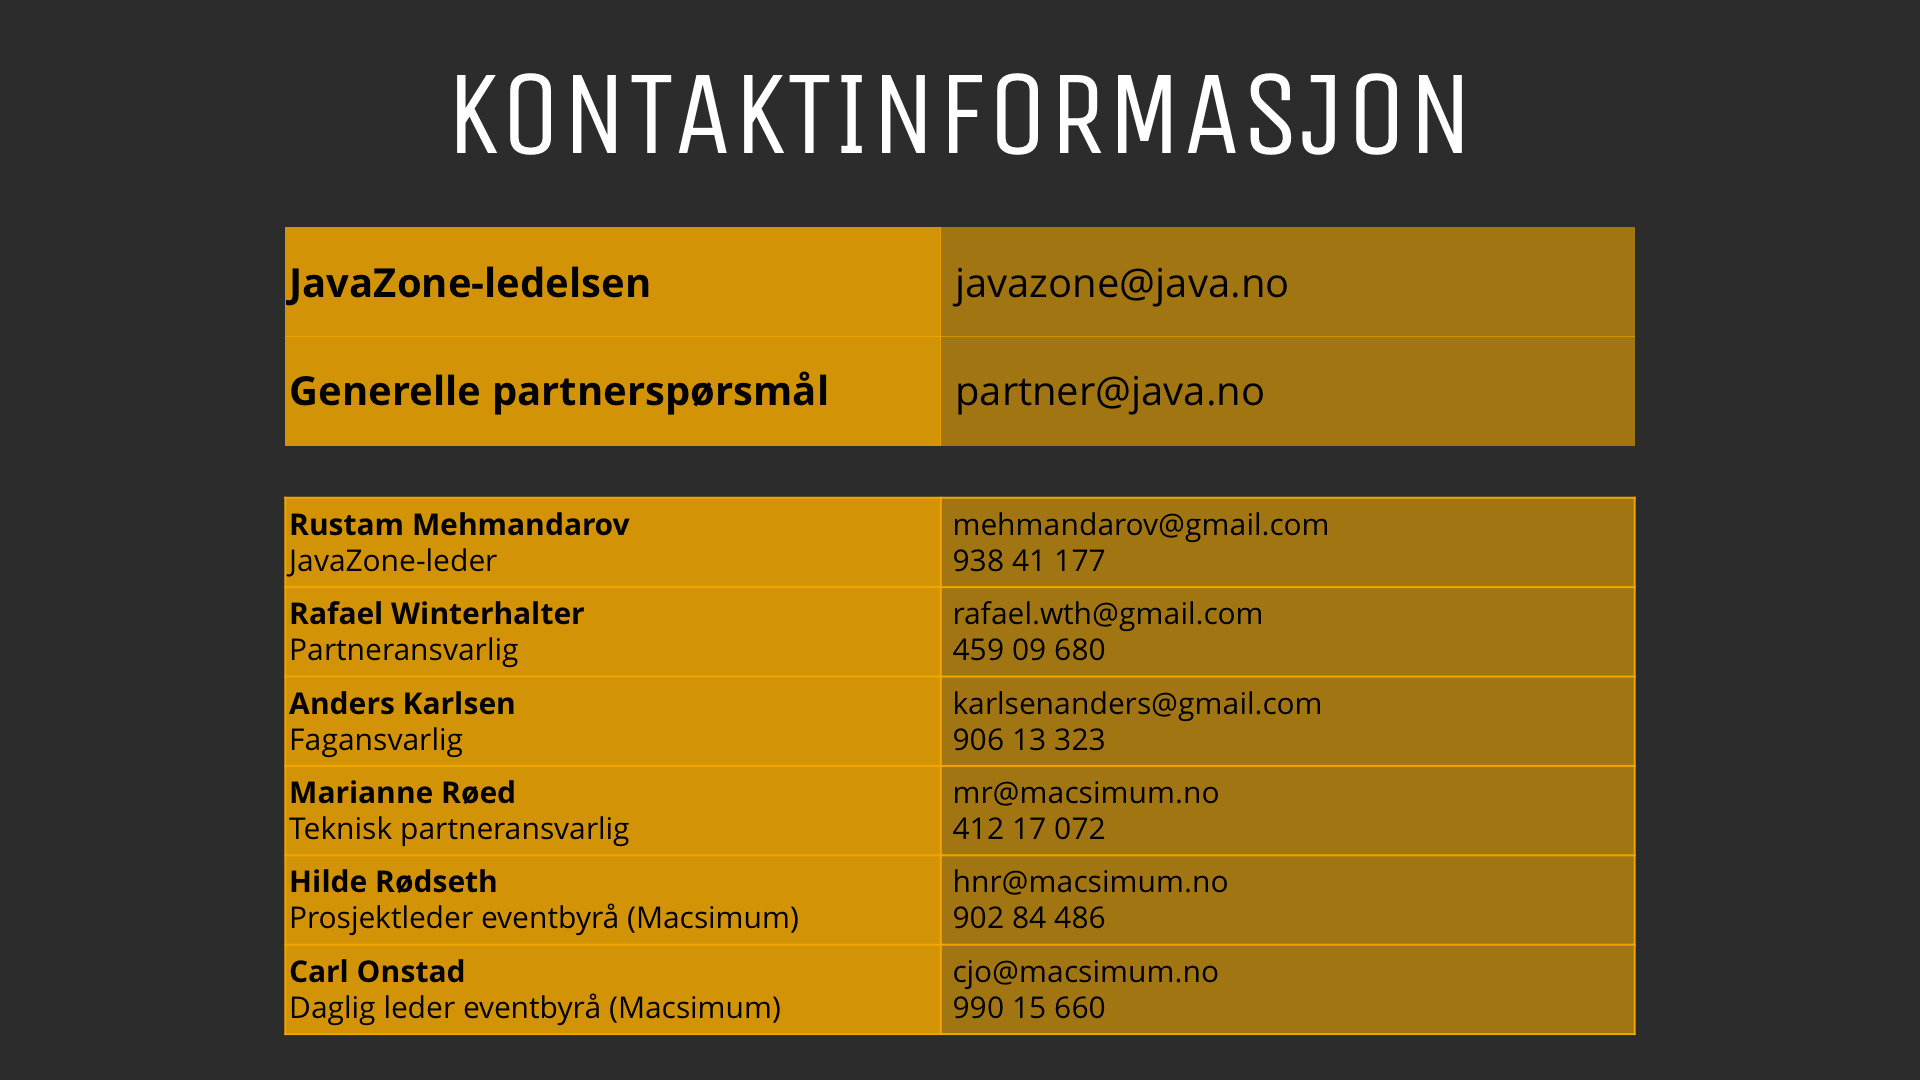 KONTAKTINFORMASJON
JavaZone-ledelsen
javazone@java.no
Generelle partnerspørsmål
partner@java.no
Rustam Mehmandarov
JavaZone-leder
mehmandarov@gmail.com
938 41 177
Rafael Winterhalter
Partneransvarlig
rafael.wth@gmail.com
459 09 680
Anders Karlsen
Fagansvarlig
karlsenanders@gmail.com
906 13 323
Marianne Røed
Teknisk partneransvarlig
mr@macsimum.no
412 17 072
Hilde Rødseth
Prosjektleder eventbyrå (Macsimum)
hnr@macsimum.no
902 84 486
Carl Onstad
Daglig leder eventbyrå (Macsimum)
cjo@macsimum.no
990 15 660